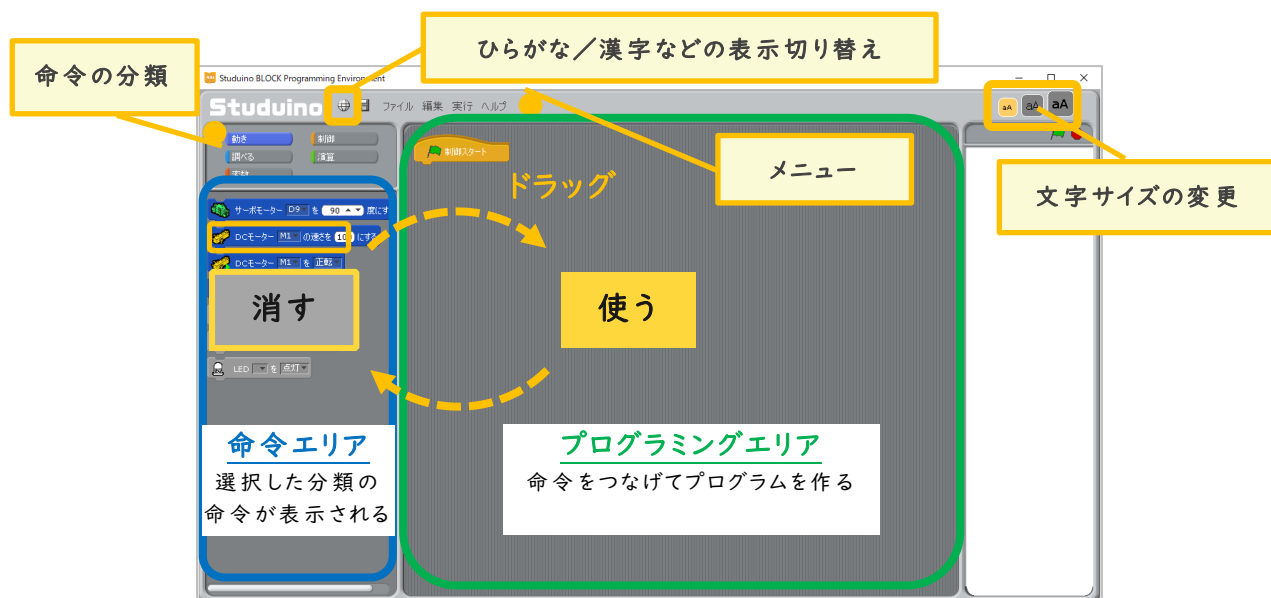 ひらがな／漢字などの表示切り替え
命令の分類
Studuino BLOCK Programming Environment
Studuino
ファイル 編集 実行 ヘルプ
aA aA aA
動き 制御
調べる 演算
制御スタート
メニュー
文字サイズの変更
ドラッグ
サーボモーター D9 を 90 度にす
DCモーター M1 の速さを 100 にする
DCモーター M1 を 正転
消す
使う
LED を 点灯
命令エリア
選択した分類の
命令が表示される
プログラミングエリア
命令をつなげてプログラムを作る